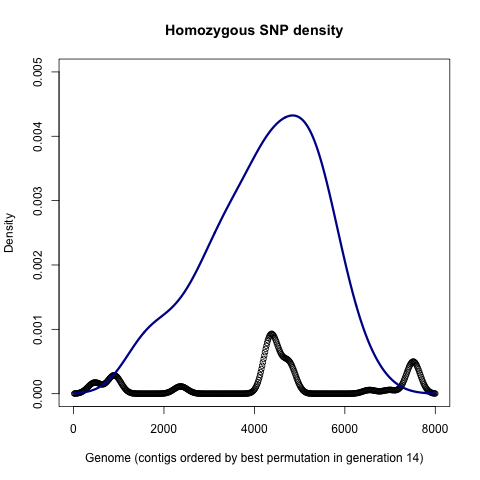 Homozygous SNP density
Density
0.005
0.004
0.003
0.002
0.001
0.000
0 2000 4000 6000 8000
Genome (contigs ordered by best permutation in generation 14)